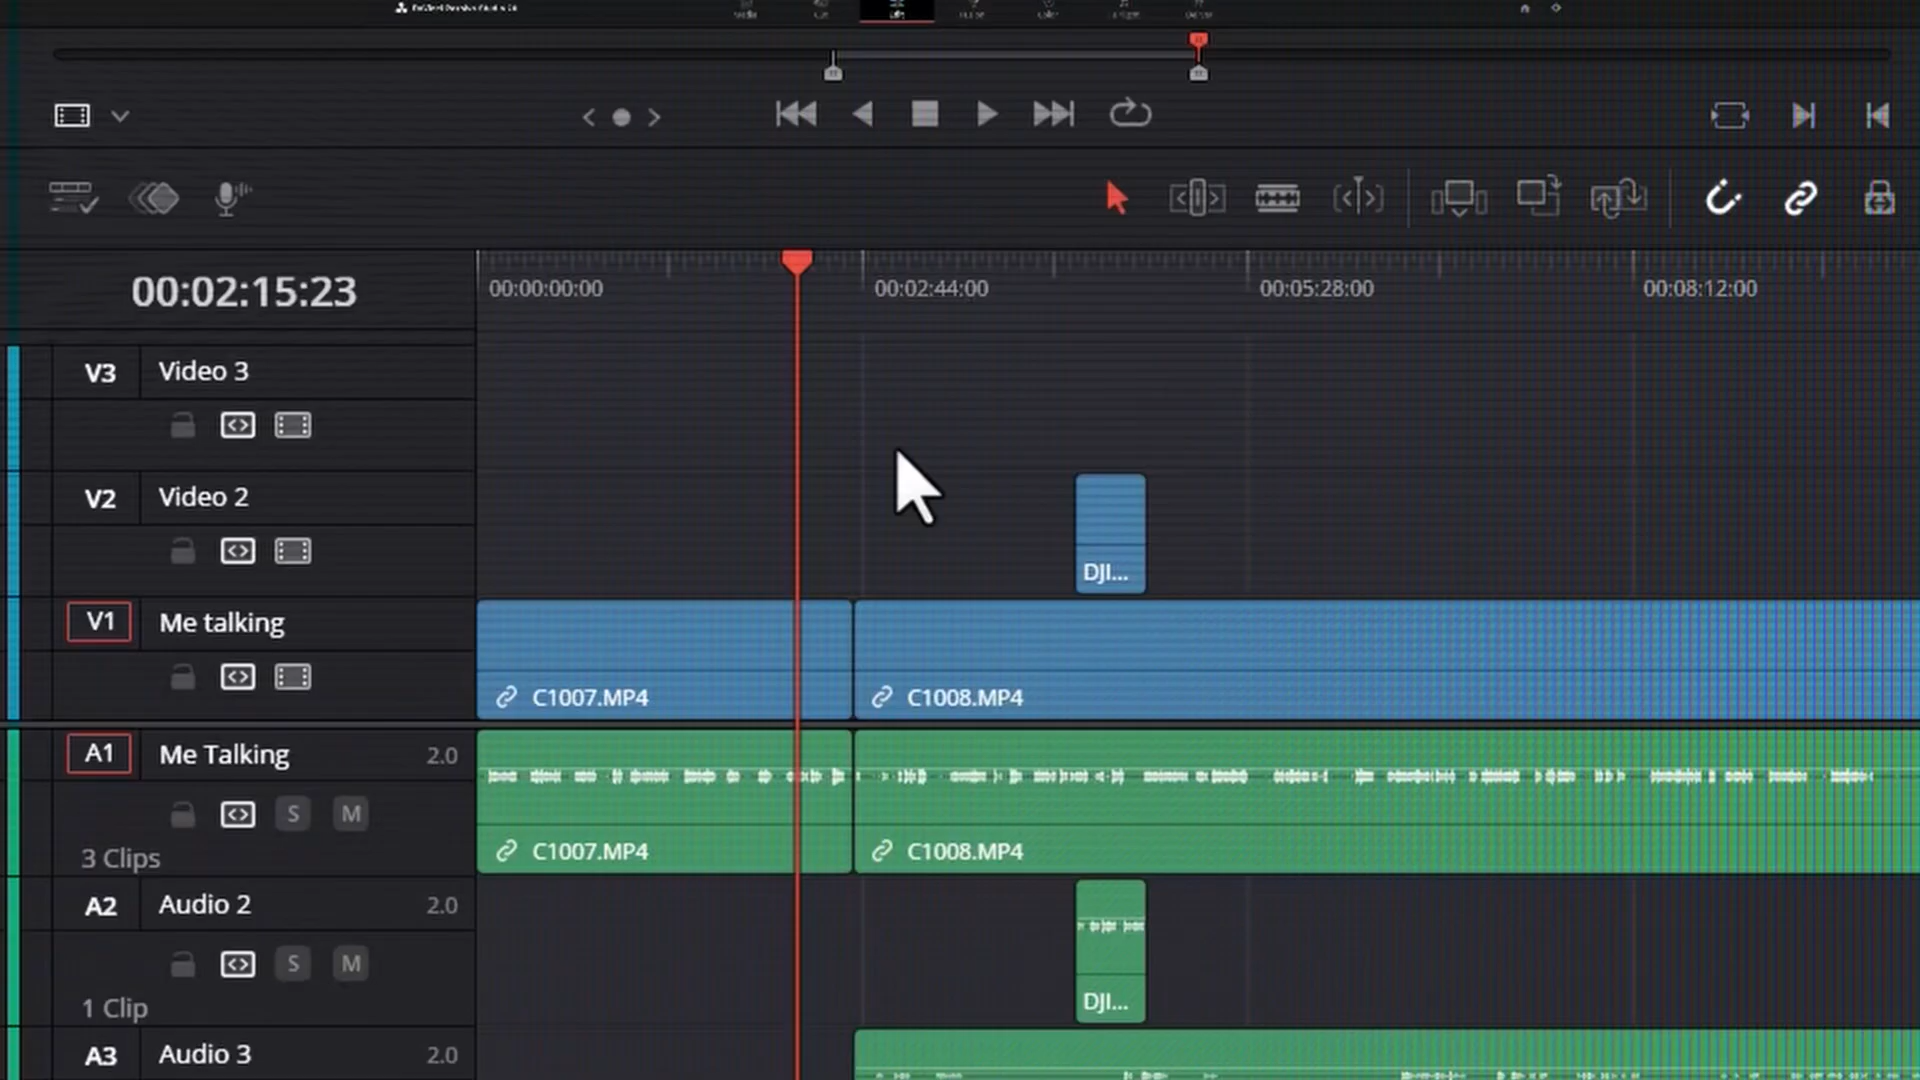 00:02:15:23
00:00:00:00
00:02:44:00
00:05:28:00
00:08:12:00
V3 Video 3
V2 Video 2
DJI...
V1 Me talking
C1007.MP4
C1008.MP4
A1 Me Talking 2.0
S M
3 Clips
C1007.MP4
C1008.MP4
A2 Audio 2 2.0
S M
1 Clip
DJI...
A3 Audio 3 2.0